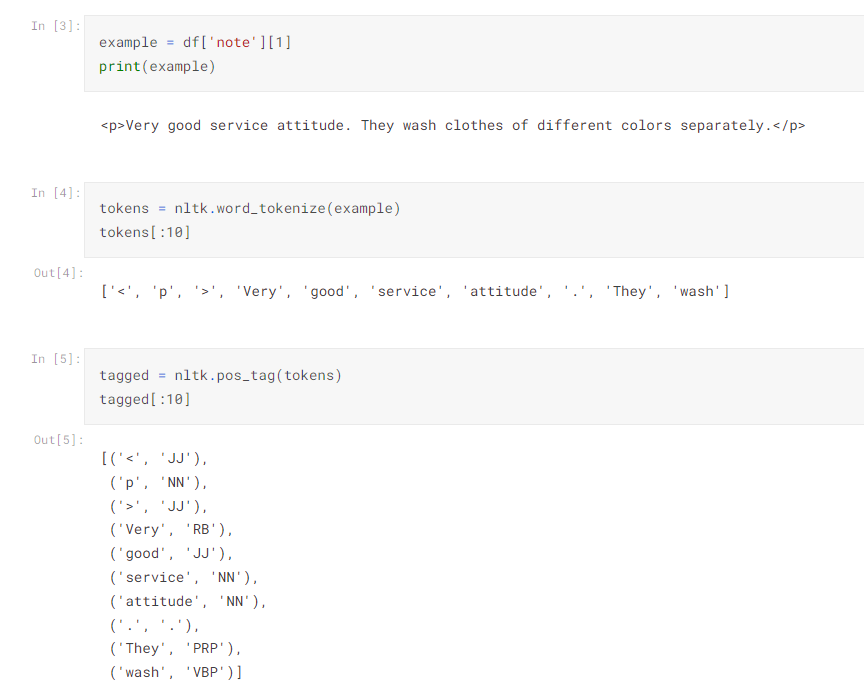 In [3]:
example = df['note'][1]
print(example)
<p>Very good service attitude. They wash clothes of different colors separately.</p>
In [4]:
tokens = nltk.word_tokenize(example)
tokens[:10]
Out[4]:
['<', 'p', '>', 'Very', 'good', 'service', 'attitude', '.', 'They', 'wash']
In [5]:
tagged = nltk.pos_tag(tokens)
tagged[:10]
Out[5]:
[('<', 'JJ'),
('p', 'NN'),
('>', 'JJ'),
('Very', 'RB'),
('good', 'JJ'),
('service', 'NN'),
('attitude', 'NN'),
('.', '.'),
('They', 'PRP'),
('wash', 'VBP')]